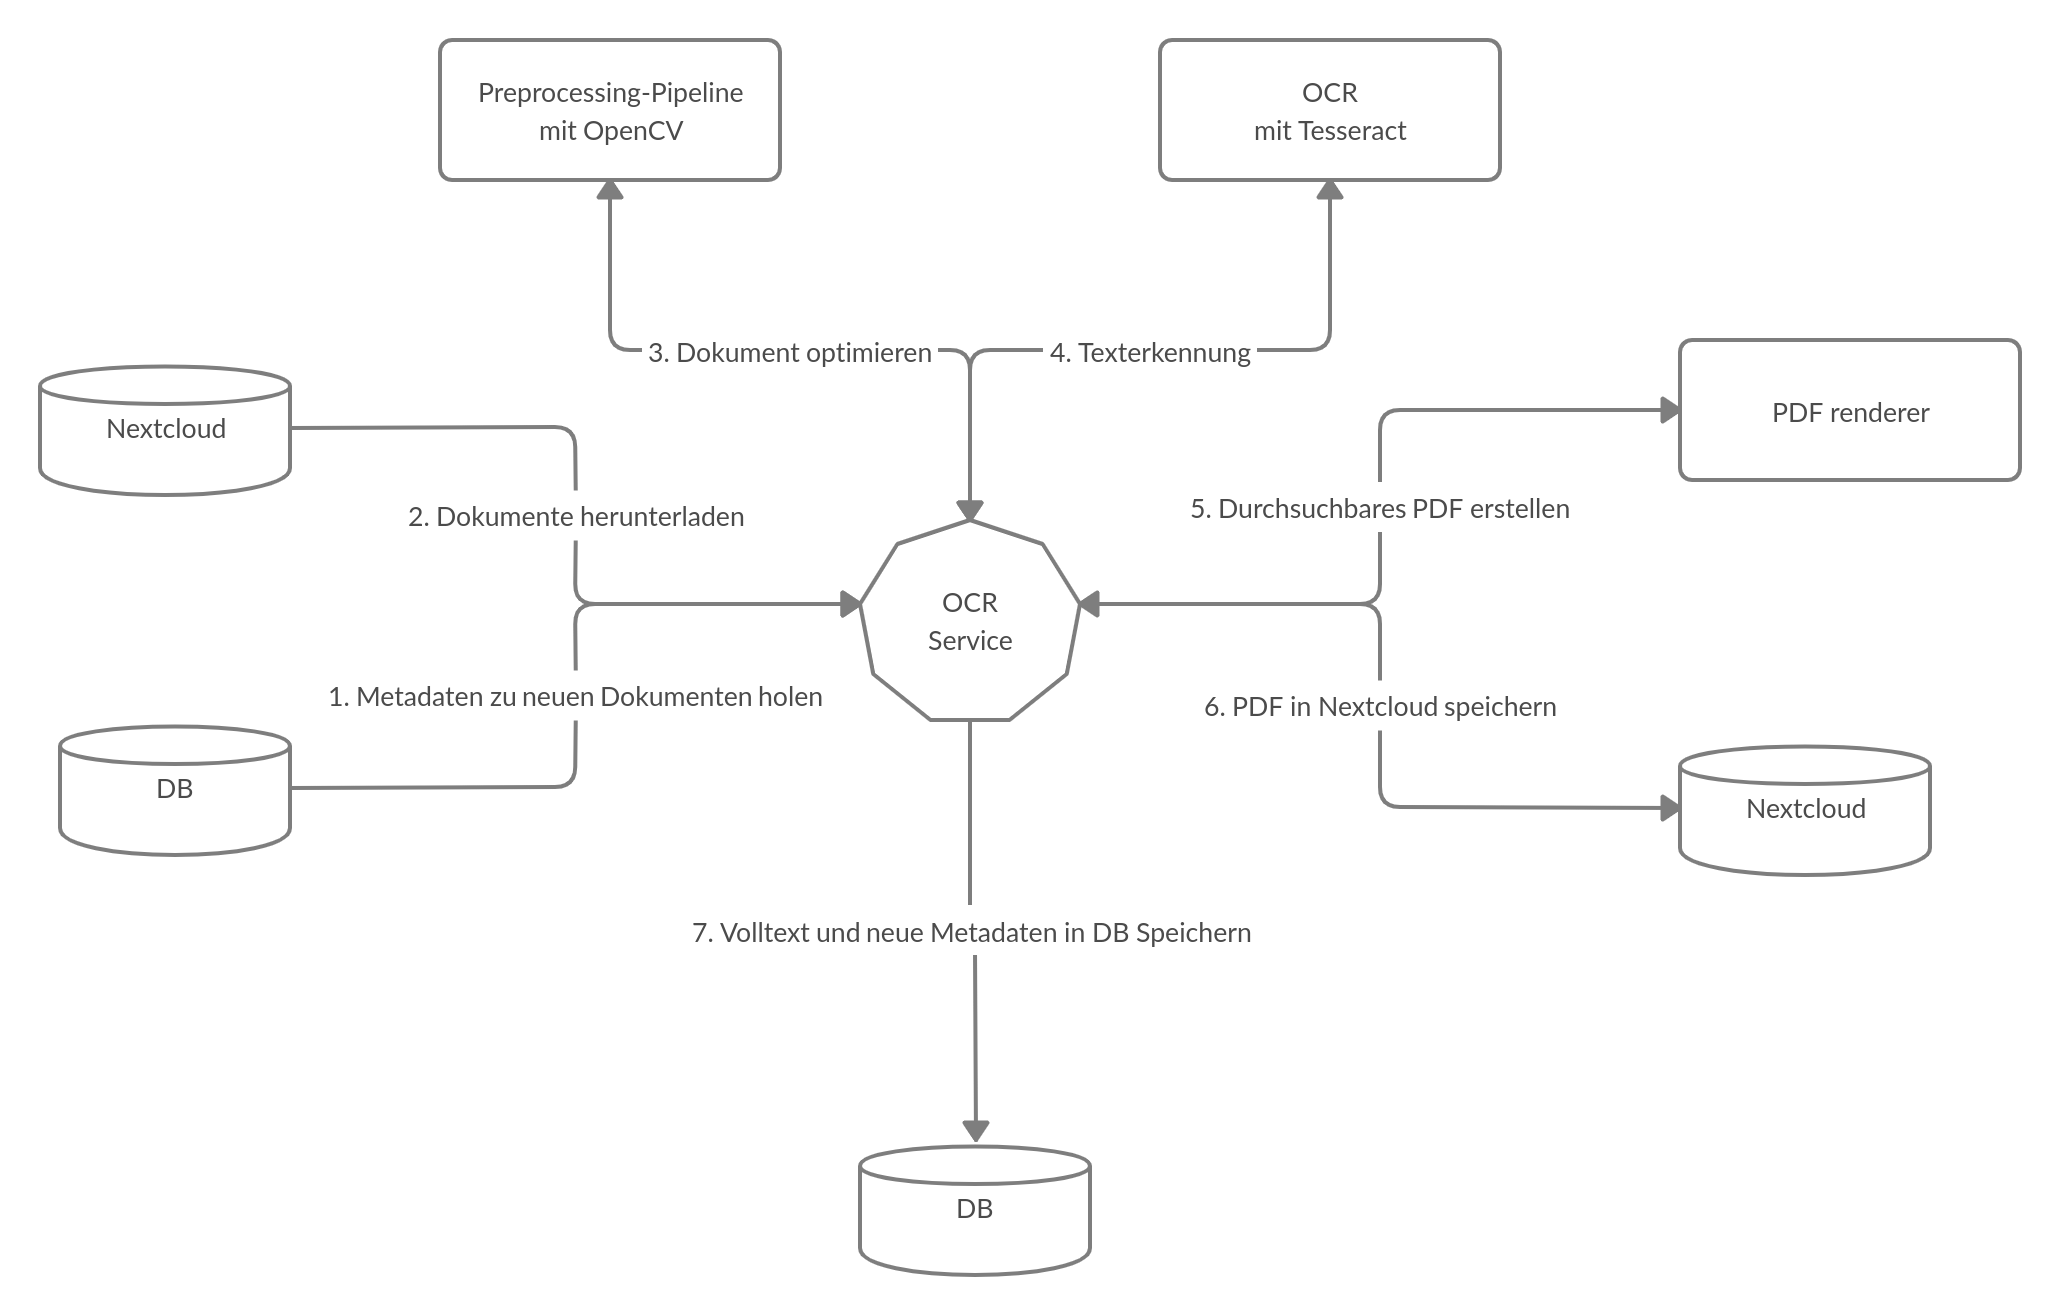 Preprocessing-Pipeline
mit OpenCV
OCR
mit Tesseract
3. Dokument optimieren
4. Texterkennung
Nextcloud
PDF renderer
2. Dokumente herunterladen
5. Durchsuchbares PDF erstellen
OCR
Service
1. Metadaten zu neuen Dokumenten holen
6. PDF in Nextcloud speichern
DB
Nextcloud
7. Volltext und neue Metadaten in DB Speichern
DB